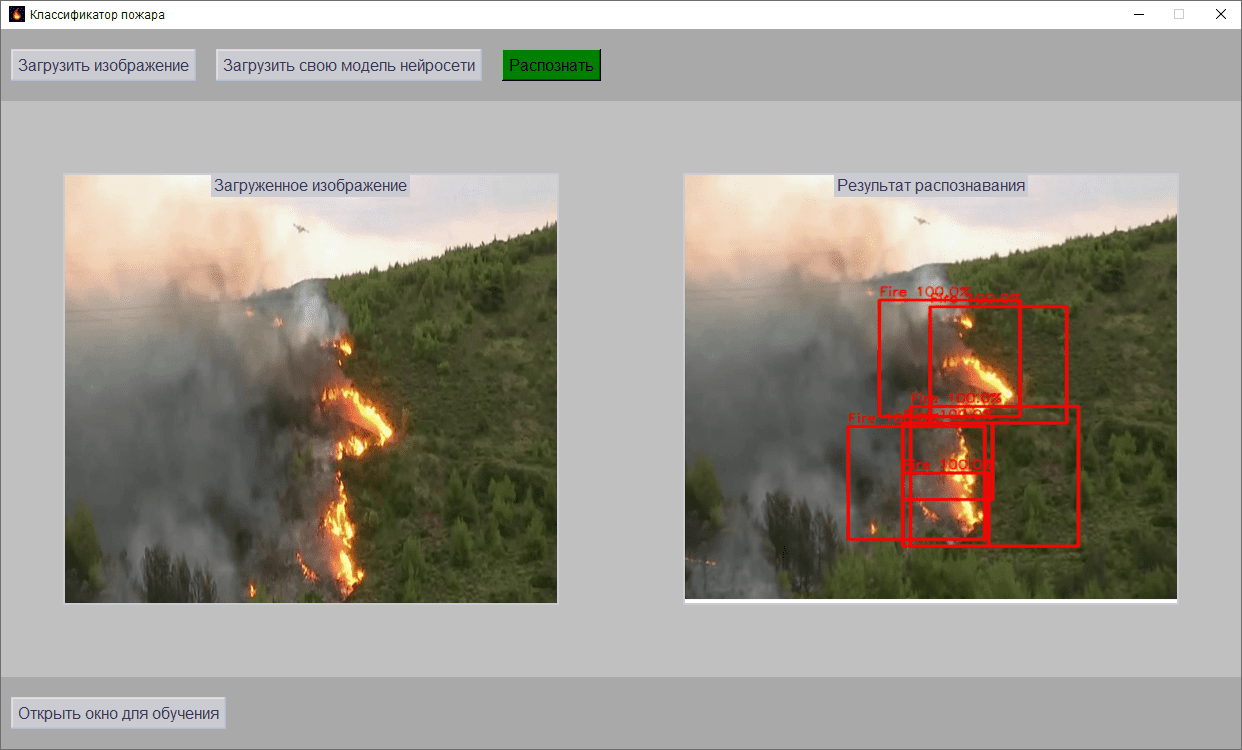 Классификатор пожара
Загрузить изображение
Загрузить свою модель нейросети
Распознать
Загруженное изображение
Результат распознавания
Fire 100.0%
Fire 100.0%
Fire 100.0%
Fire 100.0%
Fire 100.0%
Открыть окно для обучения